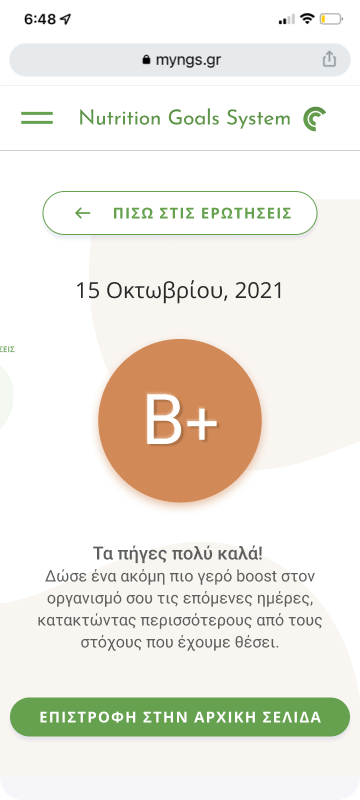 6:48
myngs.gr
Nutrition Goals System
← ΠΙΣΩ ΣΤΙΣ ΕΡΩΤΗΣΕΙΣ
15 Οκτωβρίου, 2021
ΣΕΙΣ
B+
Τα πήγες πολύ καλά!
Δώσε ένα ακόμη πιο γερό boost στον
οργανισμό σου τις επόμενες ημέρες,
κατακτώντας περισσότερους από τους
στόχους που έχουμε θέσει.
ΕΠΙΣΤΡΟΦΗ ΣΤΗΝ ΑΡΧΙΚΗ ΣΕΛΙΔΑ